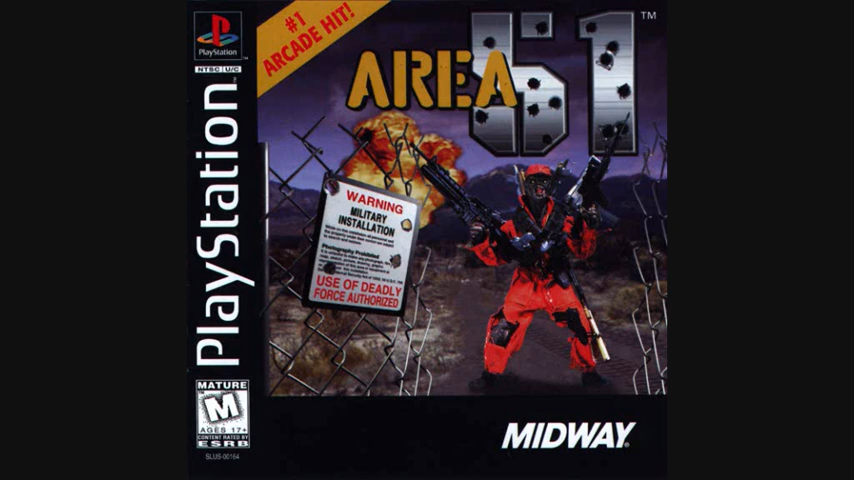 PlayStation
NTSC U/C
PlayStation
MATURE
M
AGES 17+
CONTENT RATED BY
ESRB
SLUS-00164
#1
ARCADE HIT!
AREA 51
TM
WARNING
MILITARY
INSTALLATION
Photography Prohibited
USE OF DEADLY
FORCE AUTHORIZED
MIDWAY